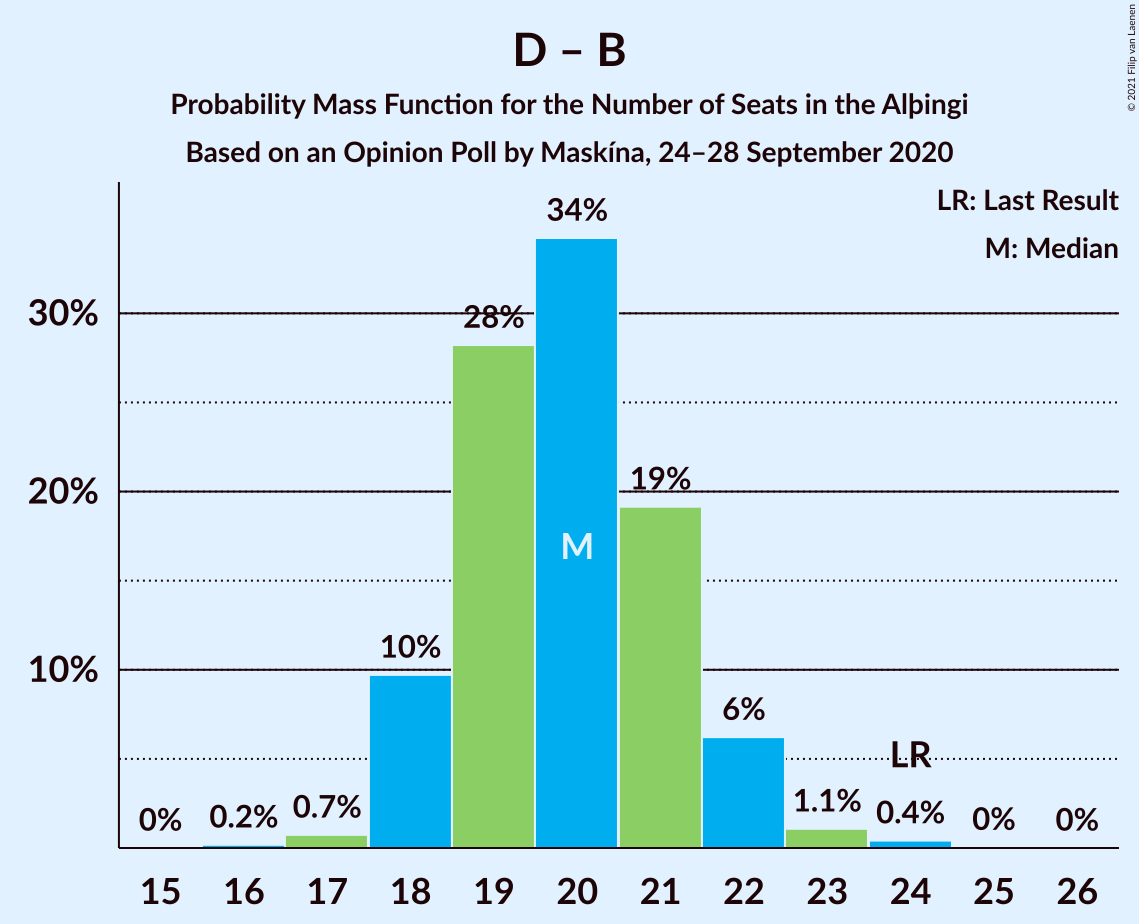 D – B
Probability Mass Function for the Number of Seats in the Alþingi
Based on an Opinion Poll by Maskína, 24–28 September 2020
© 2021 Filip van Laenen
LR: Last Result
M: Median
30%
20%
10%
0%
0.2%
0.7%
10%
28%
34%
M
19%
6%
1.1%
LR
0.4%
0%
0%
15 16 17 18 19 20 21 22 23 24 25 26